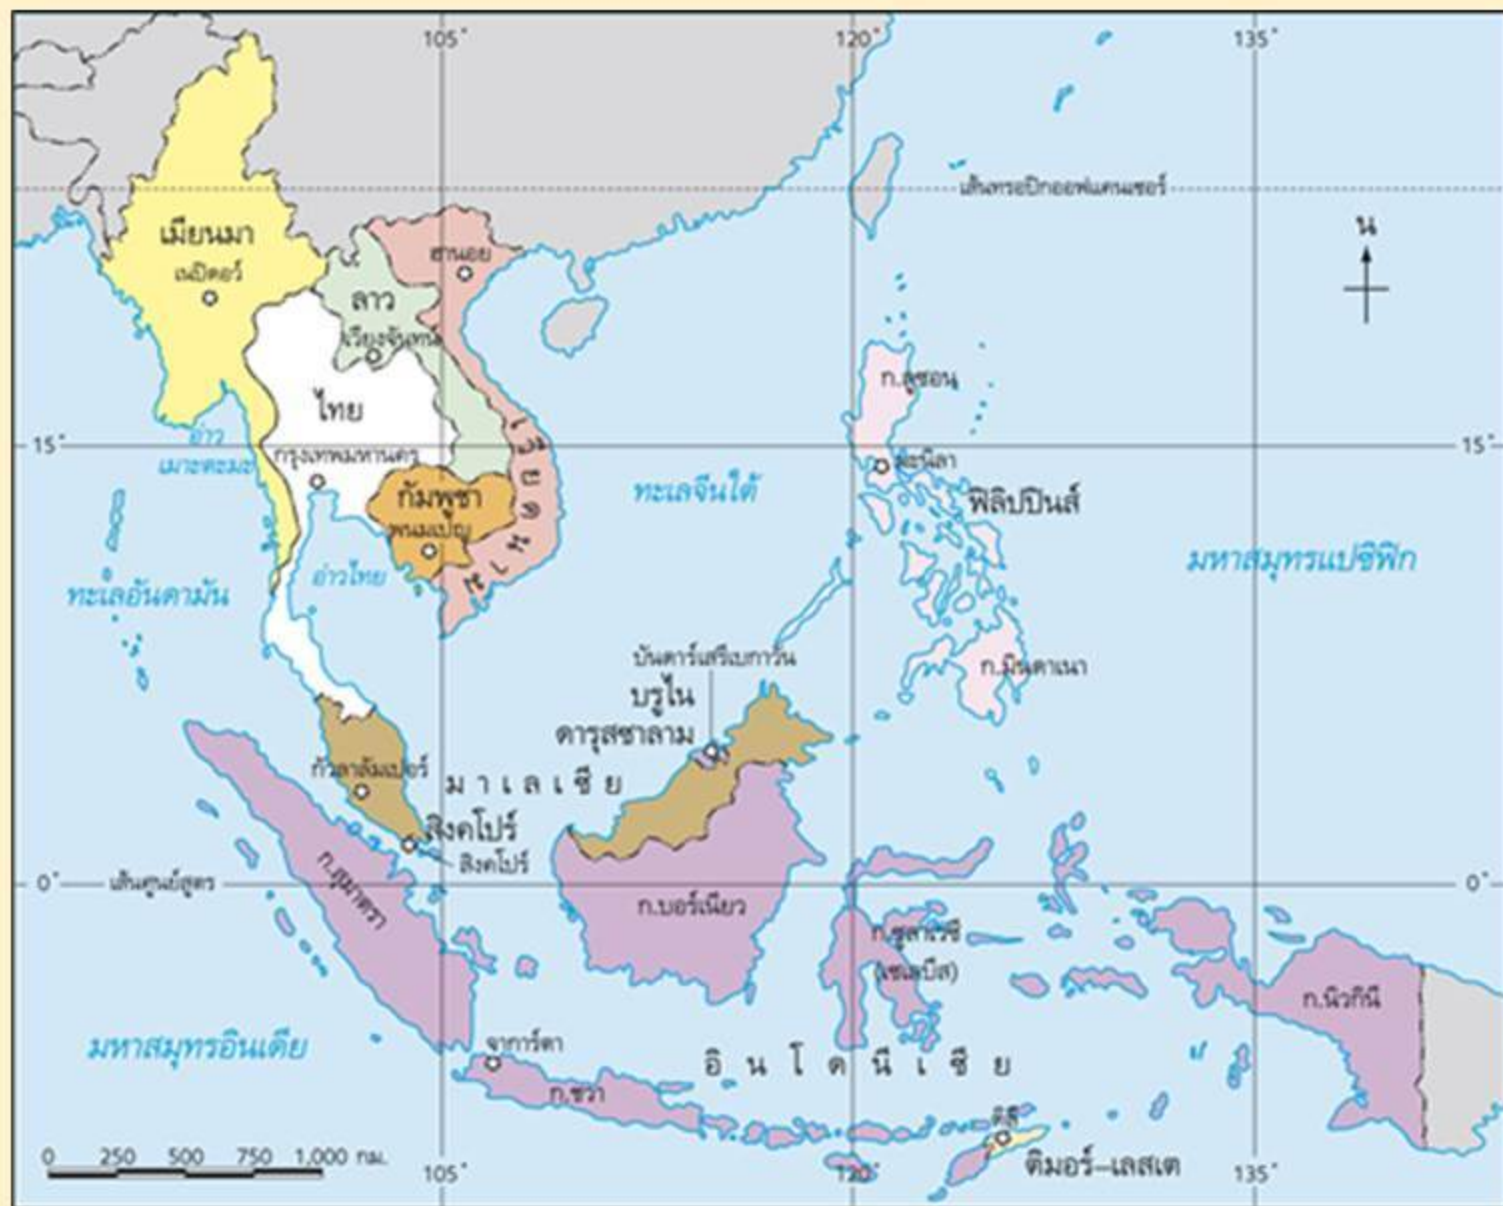 105°
120°
135°
เส้นทรอปิกออฟแคนเซอร์
น
เมียนมา
เนปิดอว์
ฮานอย
ลาว
เวียงจันทน์
ไทย
กรุงเทพมหานคร
ก.ลูซอน
15°
15°
อ่าว
เมาะตะมะ
เวียดนาม
ทะเลจีนใต้
มะนิลา
ฟิลิปปินส์
กัมพูชา
พนมเปญ
มหาสมุทรแปซิฟิก
อ่าวไทย
ทะเลอันดามัน
บันดาร์เสรีเบกาวัน
บรูไน
ดารุสซาลาม
ก.มินดาเนา
กัวลาลัมเปอร์
มาเลเซีย
สิงคโปร์
สิงคโปร์
0°
เส้นศูนย์สูตร
0°
ก.สุมาตรา
ก.บอร์เนียว
ก.ซูลาเวซี
(เซเลบีส)
ก.นิวกินี
มหาสมุทรอินเดีย
จาการ์ตา
อินโดนีเซีย
ก.ชวา
ดิลี
ติมอร์-เลสเต
0 250 500 750 1,000 กม.
105°
120°
135°